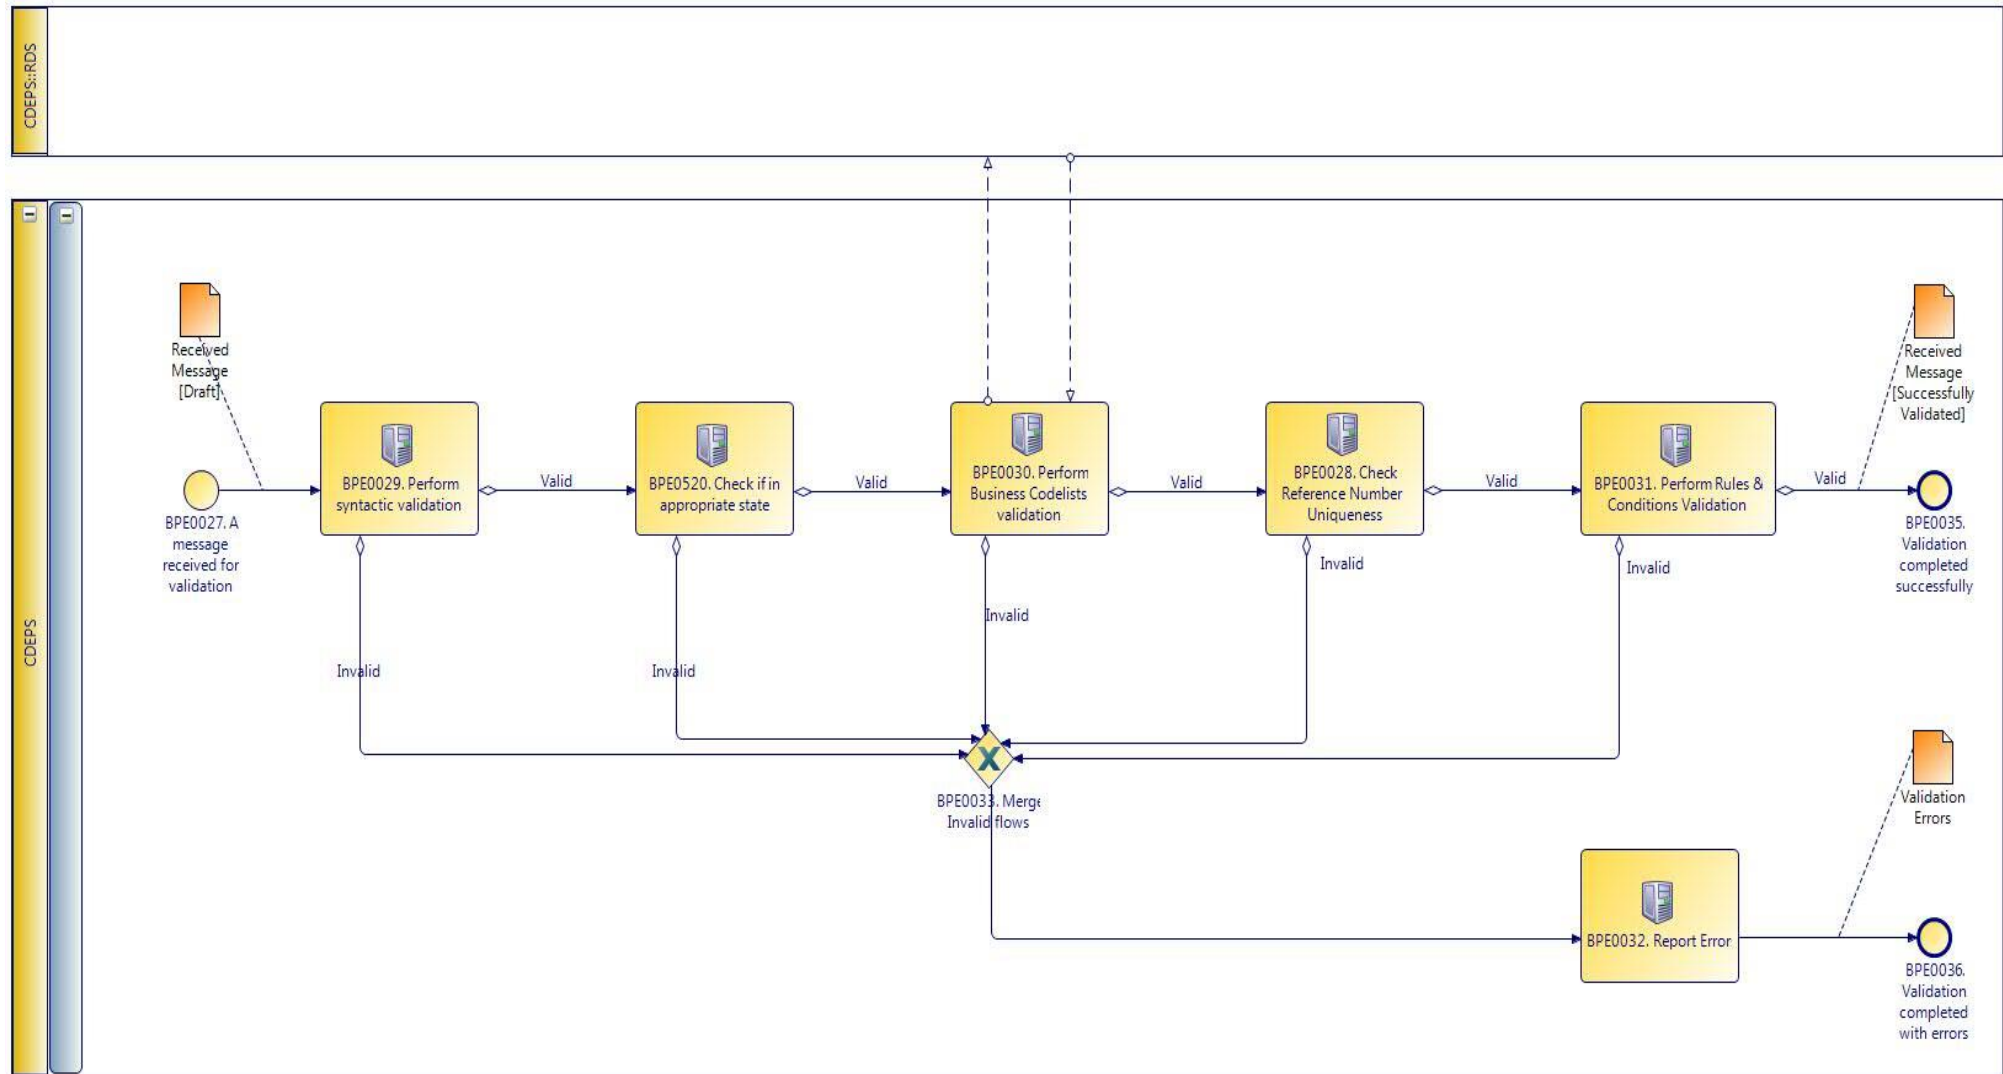 CDEPS::RDS
CDEPS
Received
Message
[Draft]
BPE0027. A
message
received for
validation
BPE0029. Perform
syntactic validation
Valid
Invalid
BPE0520. Check if in
appropriate state
Valid
Invalid
BPE0030. Perform
Business Codelists
validation
Valid
Invalid
BPE0028. Check
Reference Number
Uniqueness
Valid
Invalid
BPE0031. Perform Rules &
Conditions Validation
Valid
Invalid
Received
Message
[Successfully
Validated]
BPE0035.
Validation
completed
successfully
BPE0033. Merge
Invalid flows
BPE0032. Report Error
Validation
Errors
BPE0036.
Validation
completed
with errors